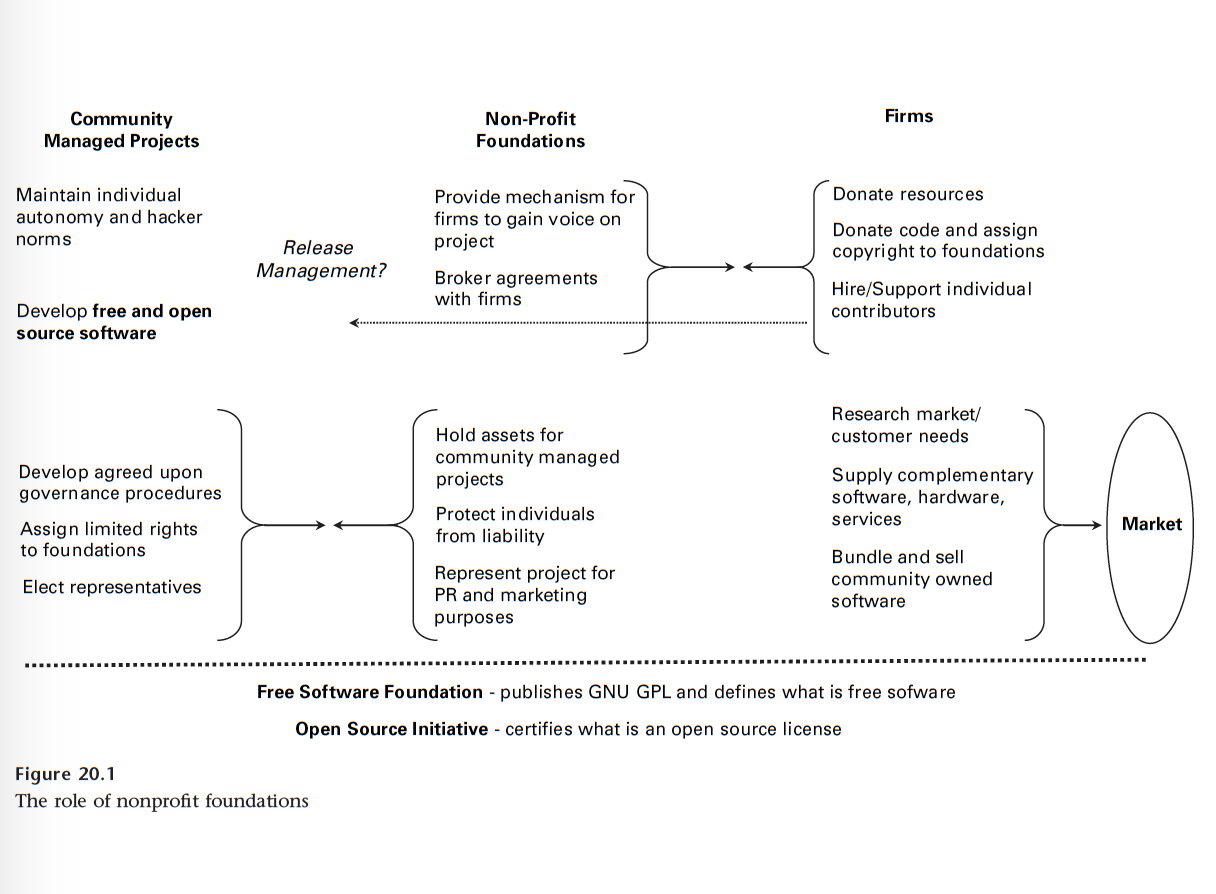 Community
Managed Projects
Non-Profit
Foundations
Firms
Maintain individual
autonomy and hacker
norms
Develop free and open
source software
Release
Management?
Provide mechanism for
firms to gain voice on
project
Broker agreements
with firms
Donate resources
Donate code and assign
copyright to foundations
Hire/Support individual
contributors
Develop agreed upon
governance procedures
Assign limited rights
to foundations
Elect representatives
Hold assets for
community managed
projects
Protect individuals
from liability
Represent project for
PR and marketing
purposes
Research market/
customer needs
Supply complementary
software, hardware,
services
Bundle and sell
community owned
software
Market
Free Software Foundation - publishes GNU GPL and defines what is free sofware
Open Source Initiative - certifies what is an open source license
Figure 20.1
The role of nonprofit foundations